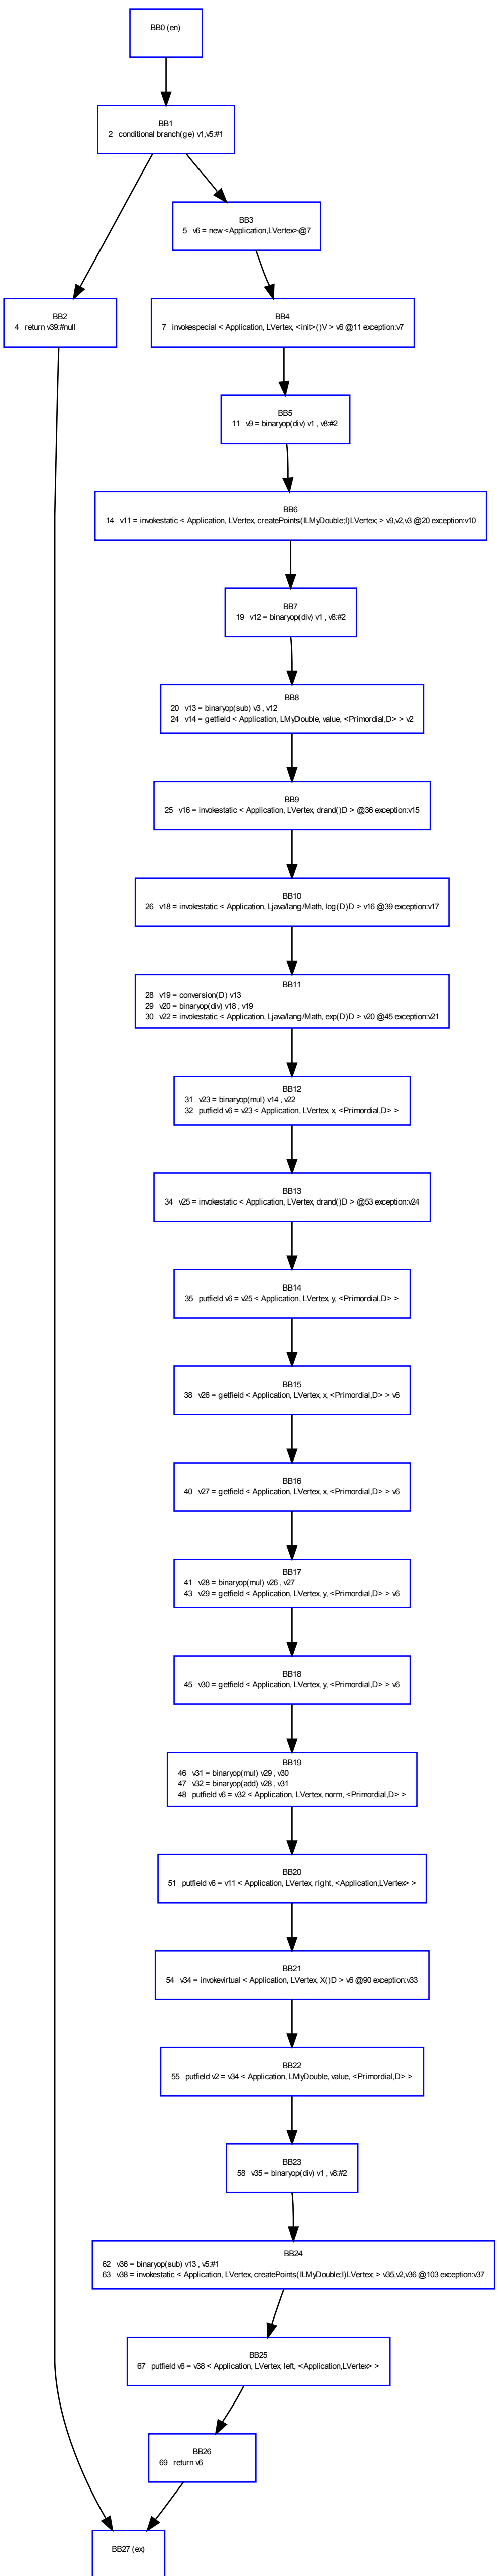 BB0 (en)
BB1
2 conditional branch(ge) v1,v5:#1
BB3
5 v6 = new <Application,LVertex>@7
BB2
4 return v39:#null
BB4
7 invokespecial < Application, LVertex, <init>()V > v6 @11 exception:v7
BB5
11 v9 = binaryop(div) v1 , v8:#2
BB6
14 v11 = invokestatic < Application, LVertex, createPoints(ILMyDouble;I)LVertex; > v9,v2,v3 @20 exception:v10
BB7
19 v12 = binaryop(div) v1 , v8:#2
BB8
20 v13 = binaryop(sub) v3 , v12
24 v14 = getfield < Application, LMyDouble, value, <Primordial,D> > v2
BB9
25 v16 = invokestatic < Application, LVertex, drand()D > @36 exception:v15
BB10
26 v18 = invokestatic < Application, Ljava/lang/Math, log(D)D > v16 @39 exception:v17
BB11
28 v19 = conversion(D) v13
29 v20 = binaryop(div) v18 , v19
30 v22 = invokestatic < Application, Ljava/lang/Math, exp(D)D > v20 @45 exception:v21
BB12
31 v23 = binaryop(mul) v14 , v22
32 putfield v6 = v23 < Application, LVertex, x, <Primordial,D> >
BB13
34 v25 = invokestatic < Application, LVertex, drand()D > @53 exception:v24
BB14
35 putfield v6 = v25 < Application, LVertex, y, <Primordial,D> >
BB15
38 v26 = getfield < Application, LVertex, x, <Primordial,D> > v6
BB16
40 v27 = getfield < Application, LVertex, x, <Primordial,D> > v6
BB17
41 v28 = binaryop(mul) v26 , v27
43 v29 = getfield < Application, LVertex, y, <Primordial,D> > v6
BB18
45 v30 = getfield < Application, LVertex, y, <Primordial,D> > v6
BB19
46 v31 = binaryop(mul) v29 , v30
47 v32 = binaryop(add) v28 , v31
48 putfield v6 = v32 < Application, LVertex, norm, <Primordial,D> >
BB20
51 putfield v6 = v11 < Application, LVertex, right, <Application,LVertex> >
BB21
54 v34 = invokevirtual < Application, LVertex, X()D > v6 @90 exception:v33
BB22
55 putfield v2 = v34 < Application, LMyDouble, value, <Primordial,D> >
BB23
58 v35 = binaryop(div) v1 , v8:#2
BB24
62 v36 = binaryop(sub) v13 , v5:#1
63 v38 = invokestatic < Application, LVertex, createPoints(ILMyDouble;I)LVertex; > v35,v2,v36 @103 exception:v37
BB25
67 putfield v6 = v38 < Application, LVertex, left, <Application,LVertex> >
BB26
69 return v6
BB27 (ex)